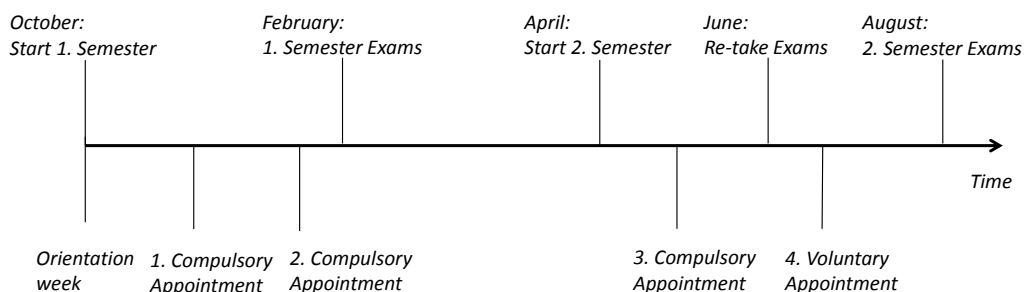 October:
Start 1. Semester
February:
1. Semester Exams
April:
Start 2. Semester
June:
Re-take Exams
August:
2. Semester Exams
Time
Orientation
week
1. Compulsory
Appointment
2. Compulsory
Appointment
3. Compulsory
Appointment
4. Voluntary
Appointment